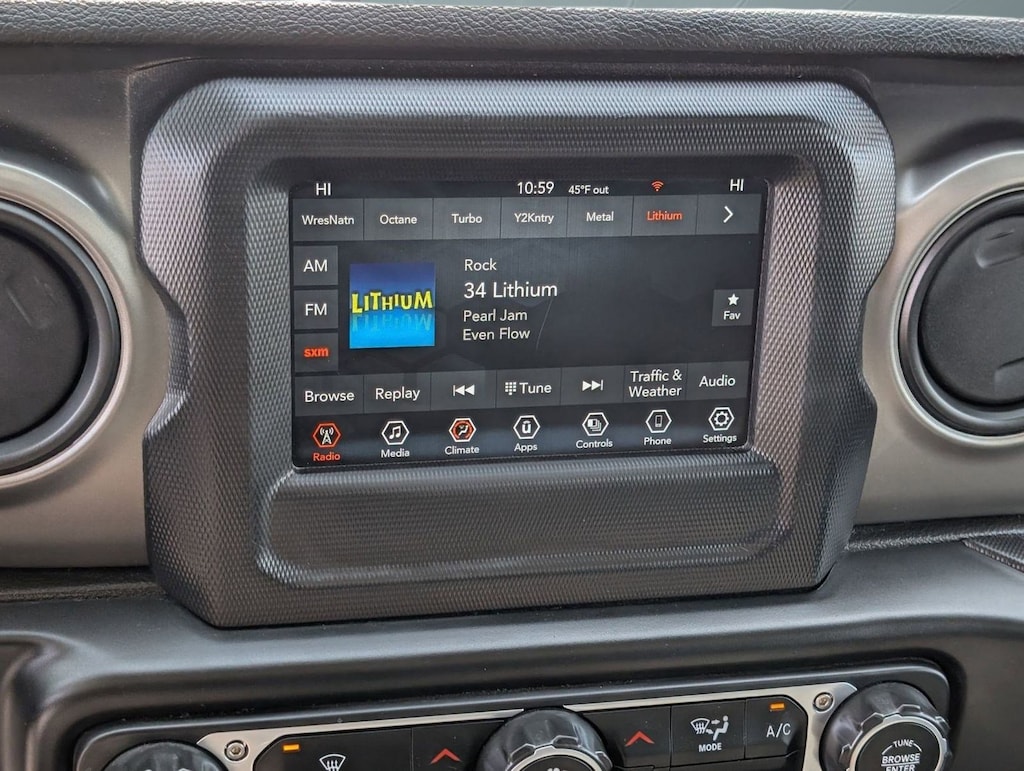 HI 10:59 45°F out HI
WresNatn Octane Turbo Y2Kntry Metal Lithium
AM
FM
sxm
LITHIUM
Rock
34 Lithium
Pearl Jam
Even Flow
Fav
Browse Replay Tune Traffic &
Weather Audio
Radio Media Climate Apps Controls Phone Settings
MODE
A/C
TUNE
BROWSE
ENTER